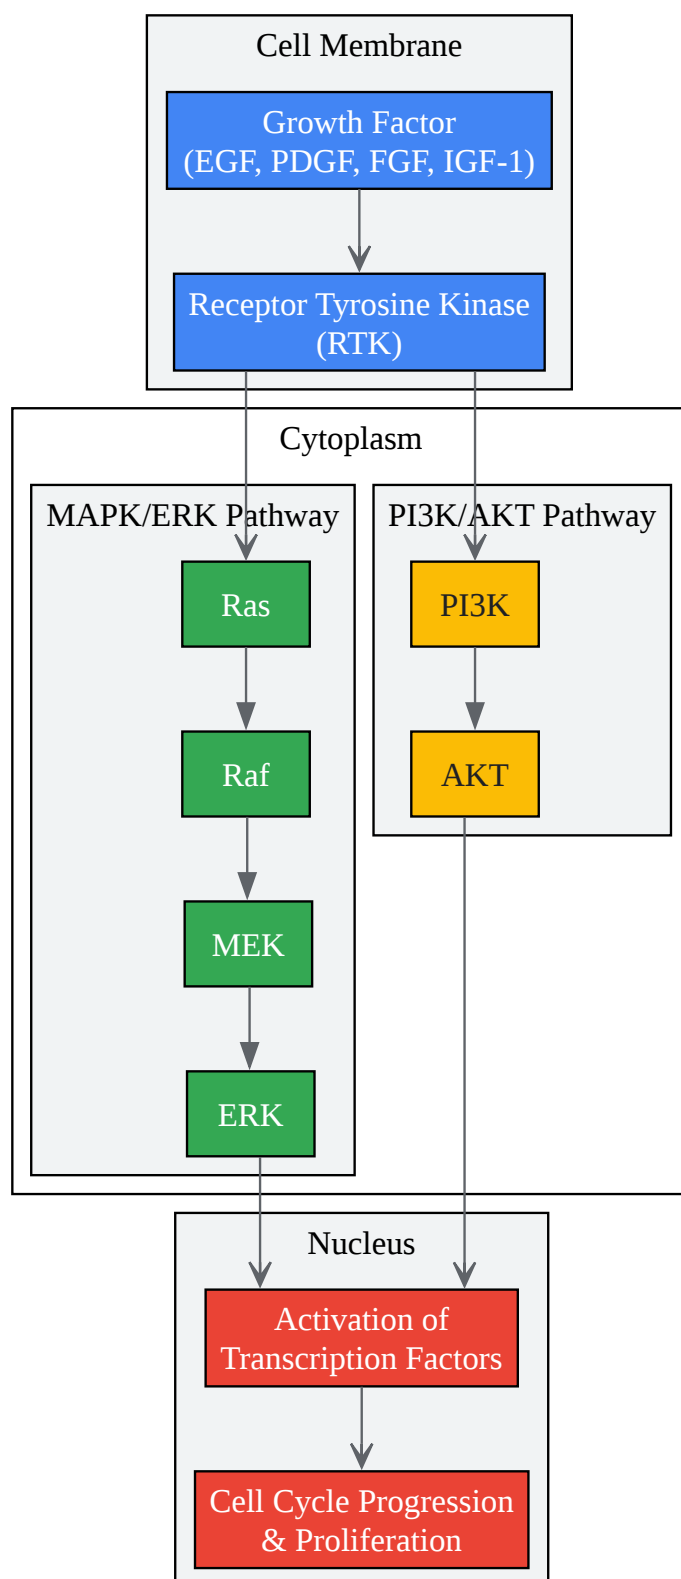 Cell Membrane
Growth Factor
(EGF, PDGF, FGF, IGF-1)
Receptor Tyrosine Kinase
(RTK)
Cytoplasm
MAPK/ERK Pathway
PI3K/AKT Pathway
Ras
PI3K
Raf
AKT
MEK
ERK
Nucleus
Activation of
Transcription Factors
Cell Cycle Progression
& Proliferation